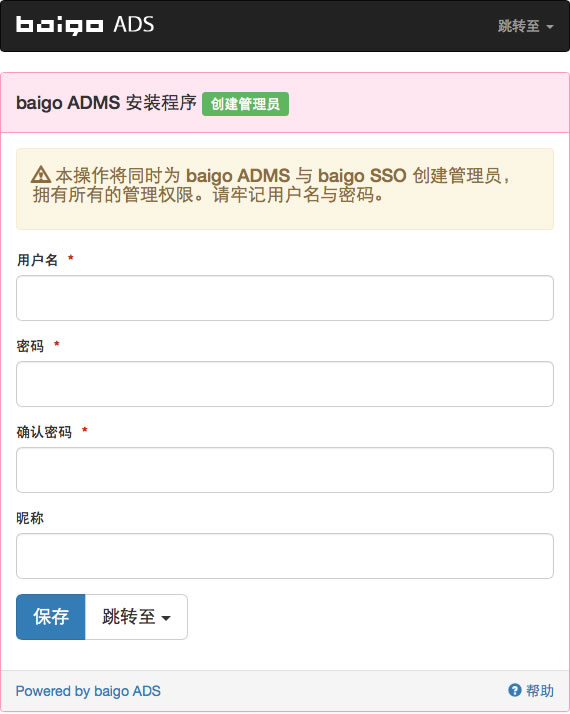 baigo ADS
跳转至
baigo ADMS 安装程序 创建管理员
本操作将同时为 baigo ADMS 与 baigo SSO 创建管理员，
拥有所有的管理权限。请牢记用户名与密码。
用户名 *
密码 *
确认密码 *
昵称
保存 跳转至
Powered by baigo ADS
帮助